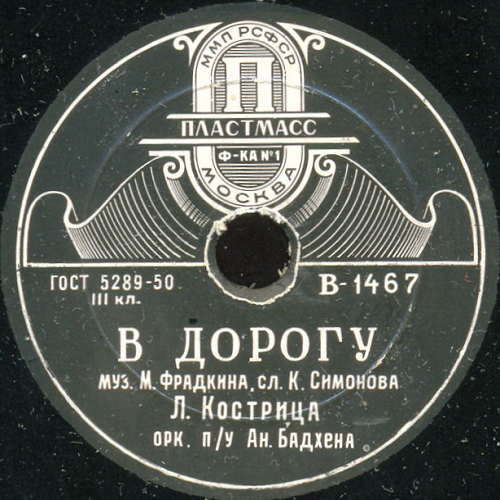 ММП РСФСР
П
ПЛАСТМАСС
Ф-КА №1
МОСКВА
ГОСТ 5289-50
III кл.
В-1467
В ДОРОГУ
муз. М. Фрадкина, сл. К. Симонова
Л. Кострица
орк. п/у Ан. Бадхена